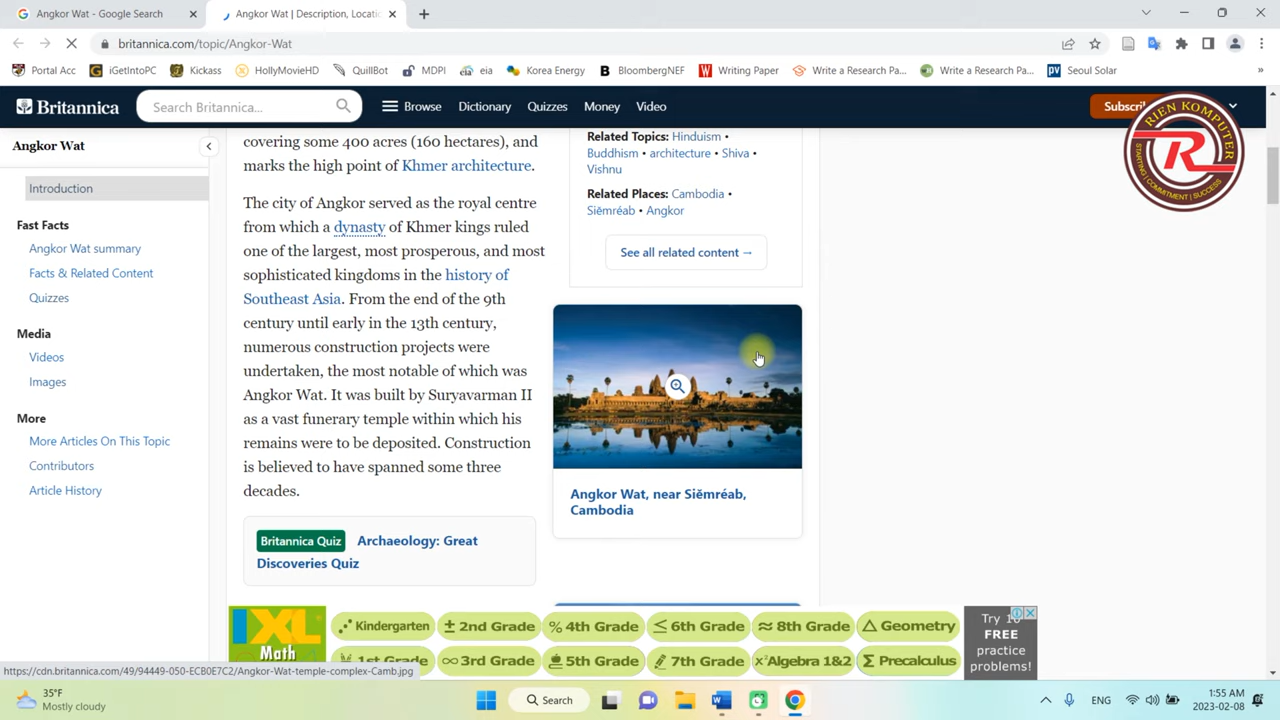 Angkor Wat - Google Search
Angkor Wat | Description, Locatio
britannica.com/topic/Angkor-Wat
Portal Acc iGetIntoPC Kickass HollyMovieHD QuillBot MDPI eia Korea Energy BloombergNEF Writing Paper Write a Research Pa... Write a Research Pa... Seoul Solar »
Britannica Search Britannica... Browse Dictionary Quizzes Money Video
RIEN KOMPUTER
R
STARTING | COMMITMENT | SUCCESS
Angkor Wat
Introduction
Fast Facts
Angkor Wat summary
Facts & Related Content
Quizzes
Media
Videos
Images
More
More Articles On This Topic
Contributors
Article History
covering some 400 acres (160 hectares), and
marks the high point of Khmer architecture.
The city of Angkor served as the royal centre
from which a dynasty of Khmer kings ruled
one of the largest, most prosperous, and most
sophisticated kingdoms in the history of
Southeast Asia. From the end of the 9th
century until early in the 13th century,
numerous construction projects were
undertaken, the most notable of which was
Angkor Wat. It was built by Suryavarman II
as a vast funerary temple within which his
remains were to be deposited. Construction
is believed to have spanned some three
decades.
Britannica Quiz Archaeology: Great
Discoveries Quiz
Related Topics: Hinduism •
Buddhism • architecture • Shiva •
Vishnu
Related Places: Cambodia •
Siĕmréab • Angkor
See all related content →
Angkor Wat, near Siĕmréab,
Cambodia
IXL
Math
Kindergarten ± 2nd Grade % 4th Grade ≤ 6th Grade ≈ 8th Grade △ Geometry
1st Grade ∞ 3rd Grade 5th Grade 7th Grade x² Algebra 1&2 Σ Precalculus
FREE
practice
problems!
https://cdn.britannica.com/49/94449-050-ECB0E7C2/Angkor-Wat-temple-complex-Camb.jpg
35°F
Mostly cloudy
Search
ENG
1:55 AM
2023-02-08